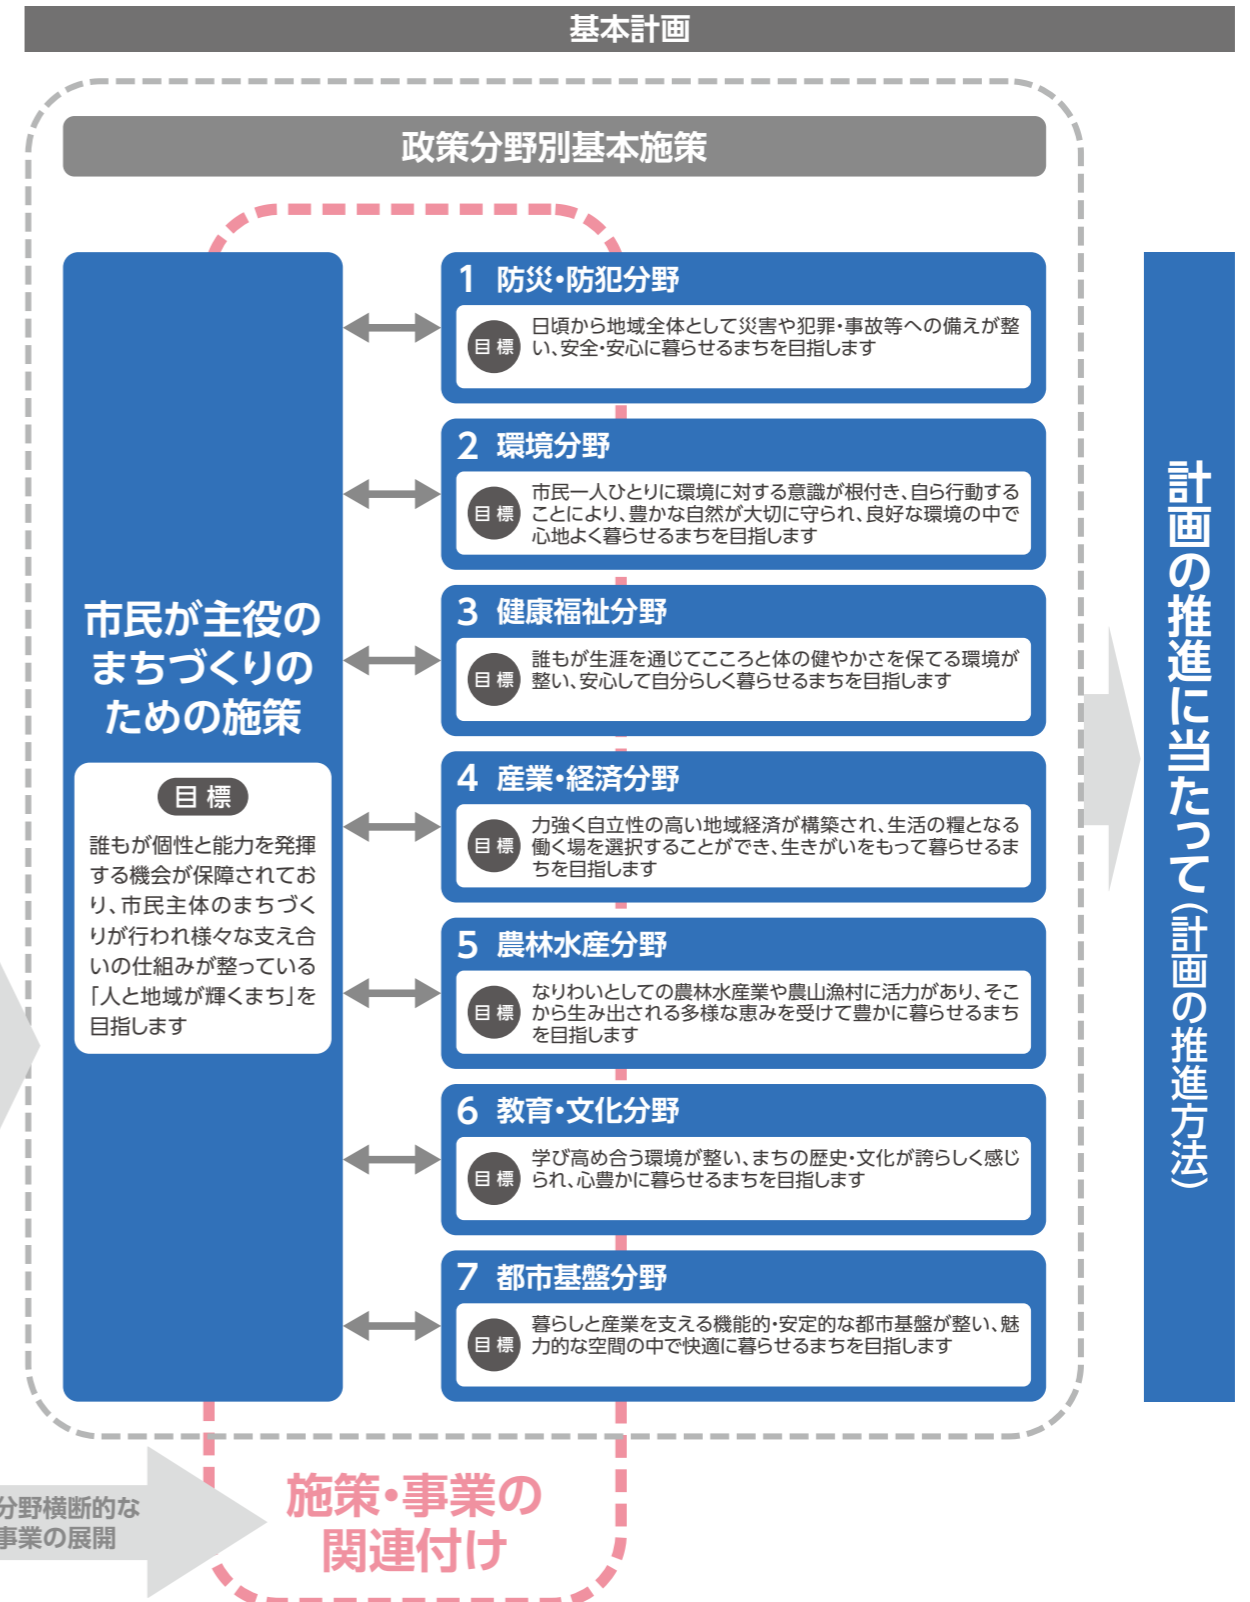 基本計画
政策分野別基本施策
市民が主役の
まちづくりの
ための施策
目標
誰もが個性と能力を発揮
する機会が保障されてお
り、市民主体のまちづく
りが行われ様々な支え合
いの仕組みが整っている
「人と地域が輝くまち」を
目指します
1 防災・防犯分野
目標
日頃から地域全体として災害や犯罪・事故等への備えが整
い、安全・安心に暮らせるまちを目指します
2 環境分野
目標
市民一人ひとりに環境に対する意識が根付き、自ら行動する
ことにより、豊かな自然が大切に守られ、良好な環境の中で
心地よく暮らせるまちを目指します
3 健康福祉分野
目標
誰もが生涯を通じてこころと体の健やかさを保てる環境が
整い、安心して自分らしく暮らせるまちを目指します
4 産業・経済分野
目標
力強く自立性の高い地域経済が構築され、生活の糧となる
働く場を選択することができ、生きがいをもって暮らせるま
ちを目指します
5 農林水産分野
目標
なりわいとしての農林水産業や農山漁村に活力があり、そこ
から生み出される多様な恵みを受けて豊かに暮らせるまち
を目指します
6 教育・文化分野
目標
学び高め合う環境が整い、まちの歴史・文化が誇らしく感じ
られ、心豊かに暮らせるまちを目指します
7 都市基盤分野
目標
暮らしと産業を支える機能的・安定的な都市基盤が整い、魅
力的な空間の中で快適に暮らせるまちを目指します
計画の推進に当たって(計画の推進方法)
分野横断的な
事業の展開
施策・事業の
関連付け